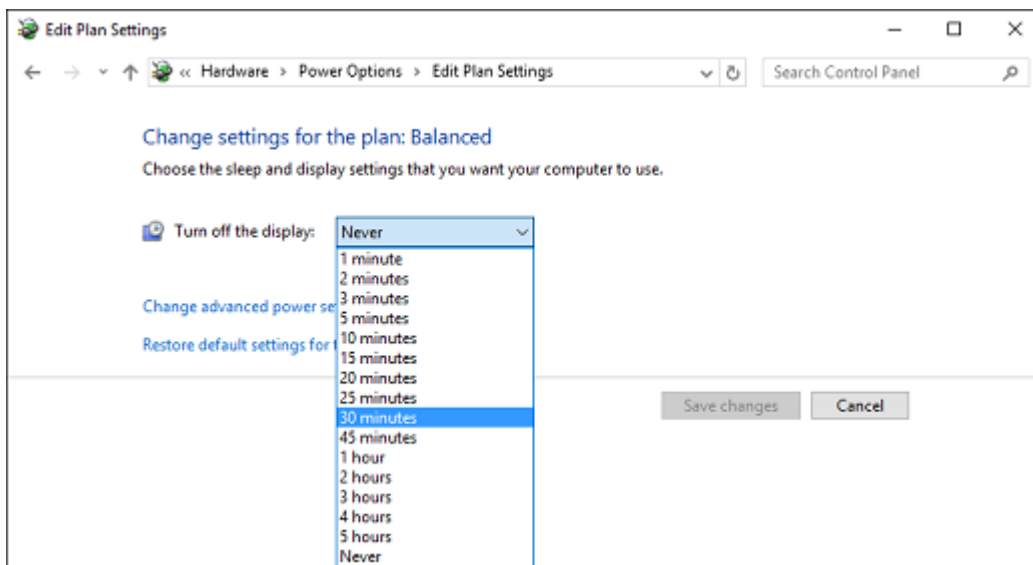 Edit Plan Settings
« Hardware > Power Options > Edit Plan Settings
Search Control Panel
Change settings for the plan: Balanced
Choose the sleep and display settings that you want your computer to use.
Turn off the display: Never
1 minute
2 minutes
Change advanced power se
3 minutes
5 minutes
Restore default settings for
10 minutes
15 minutes
20 minutes
25 minutes
30 minutes
45 minutes
1 hour
2 hours
3 hours
4 hours
5 hours
Never
Save changes
Cancel